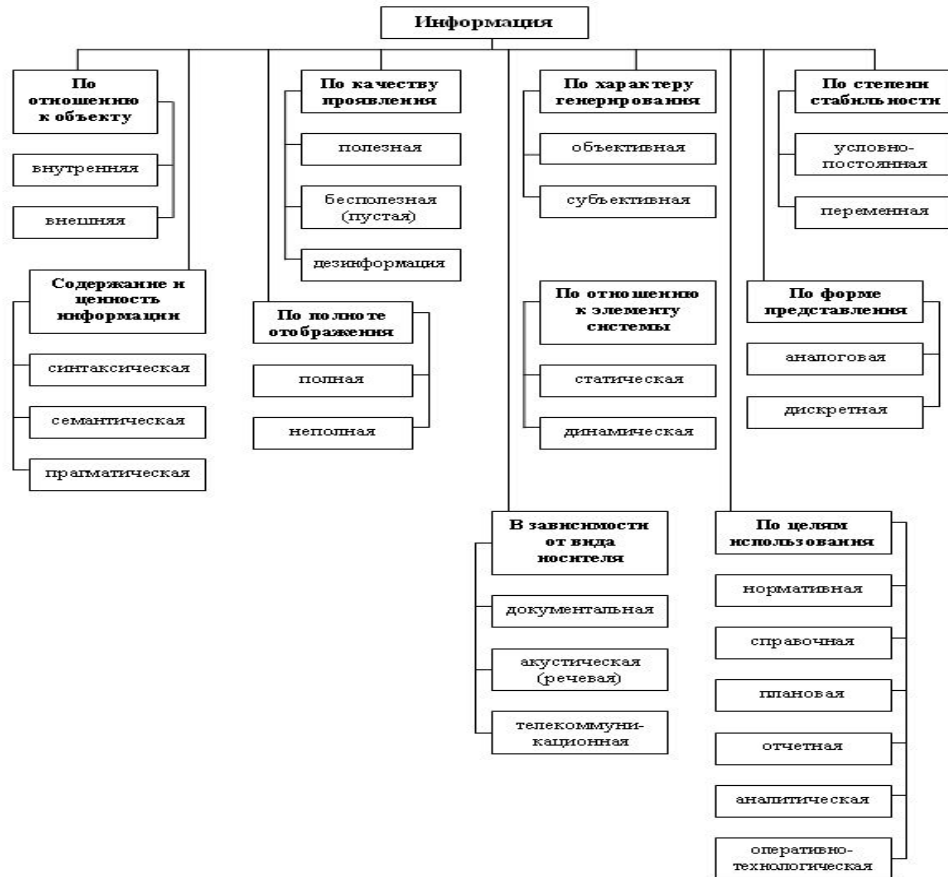 Информация
По
отношению
к объекту
внутренняя
внешняя
По качеству
проявления
полезная
бесполезная
(пустая)
дезинформация
По характеру
генерирования
объективная
субъективная
По степени
стабильности
условно-
постоянная
переменная
Содержание и
ценность
информации
синтаксическая
семантическая
прагматическая
По полноте
отображения
полная
неполная
По отношению
к элементу
системы
статическая
динамическая
По форме
представления
аналоговая
дискретная
В зависимости
от вида
носителя
документальная
акустическая
(речевая)
телекоммуни-
кационная
По целям
использования
нормативная
справочная
плановая
отчетная
аналитическая
оперативно-
технологическая